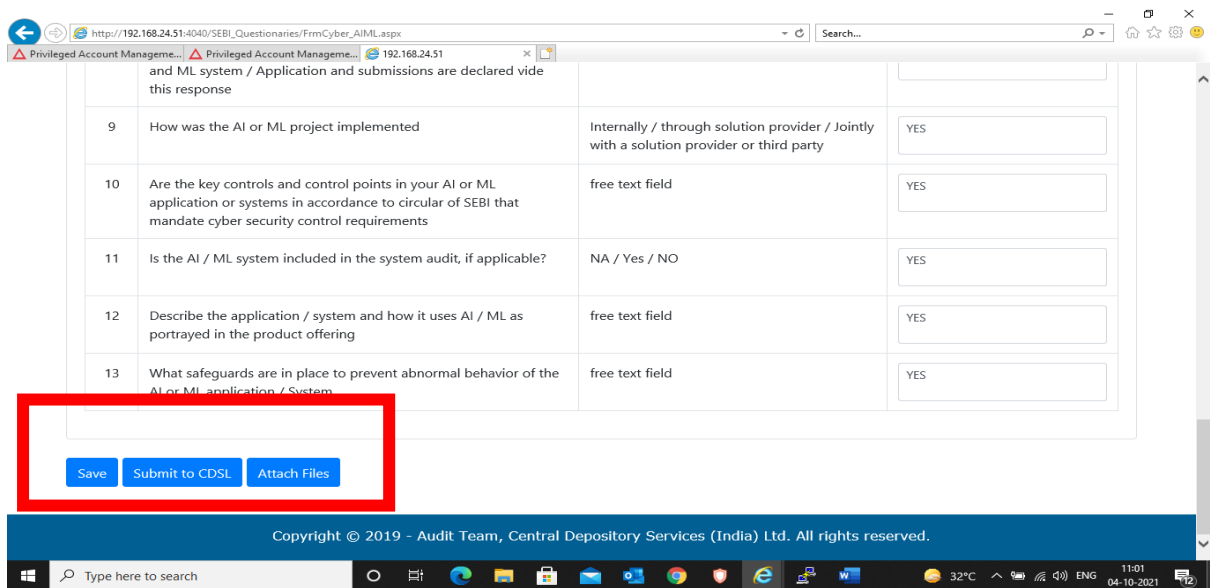 http://192.168.24.51:4040/SEBI_Questionaries/FrmCyber_AIML.aspx
Search...
Privileged Account Manageme...
Privileged Account Manageme...
192.168.24.51
and ML system / Application and submissions are declared vide
this response
9
How was the AI or ML project implemented
Internally / through solution provider / Jointly
with a solution provider or third party
YES
10
Are the key controls and control points in your AI or ML
application or systems in accordance to circular of SEBI that
mandate cyber security control requirements
free text field
YES
11
Is the AI / ML system included in the system audit, if applicable?
NA / Yes / NO
YES
12
Describe the application / system and how it uses AI / ML as
portrayed in the product offering
free text field
YES
13
What safeguards are in place to prevent abnormal behavior of the
AI or ML application / System
free text field
YES
Save
Submit to CDSL
Attach Files
Copyright © 2019 - Audit Team, Central Depository Services (India) Ltd. All rights reserved.
Type here to search
32°C
ENG
11:01
04-10-2021
12